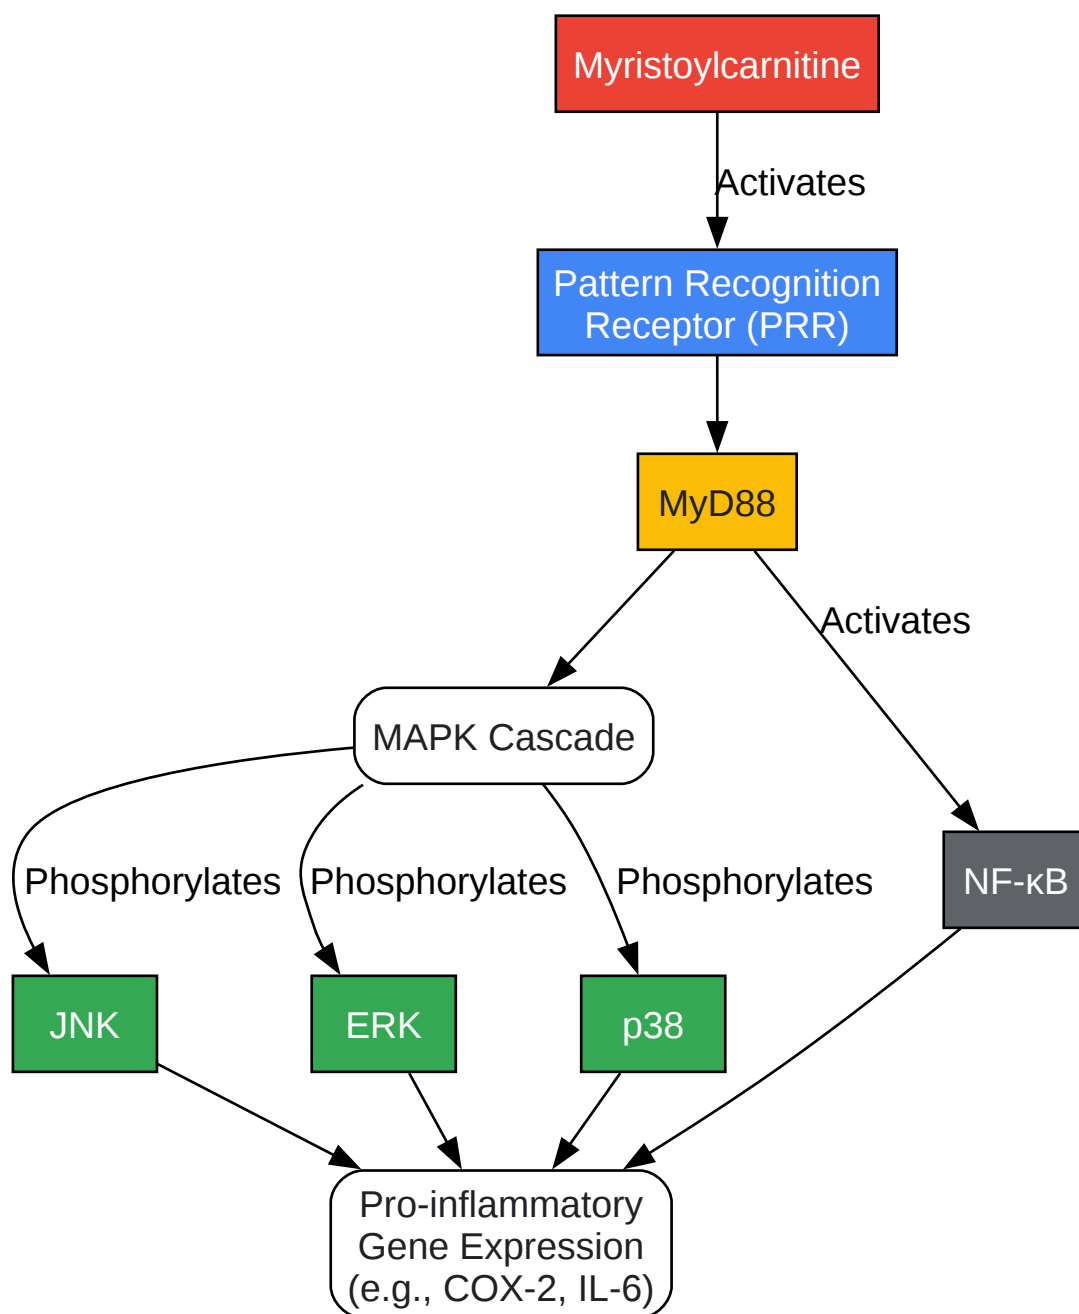 Myristoylcarnitine
Activates
Pattern Recognition
Receptor (PRR)
MyD88
Activates
MAPK Cascade
Phosphorylates
Phosphorylates
Phosphorylates
NF-κB
JNK
ERK
p38
Pro-inflammatory
Gene Expression
(e.g., COX-2, IL-6)